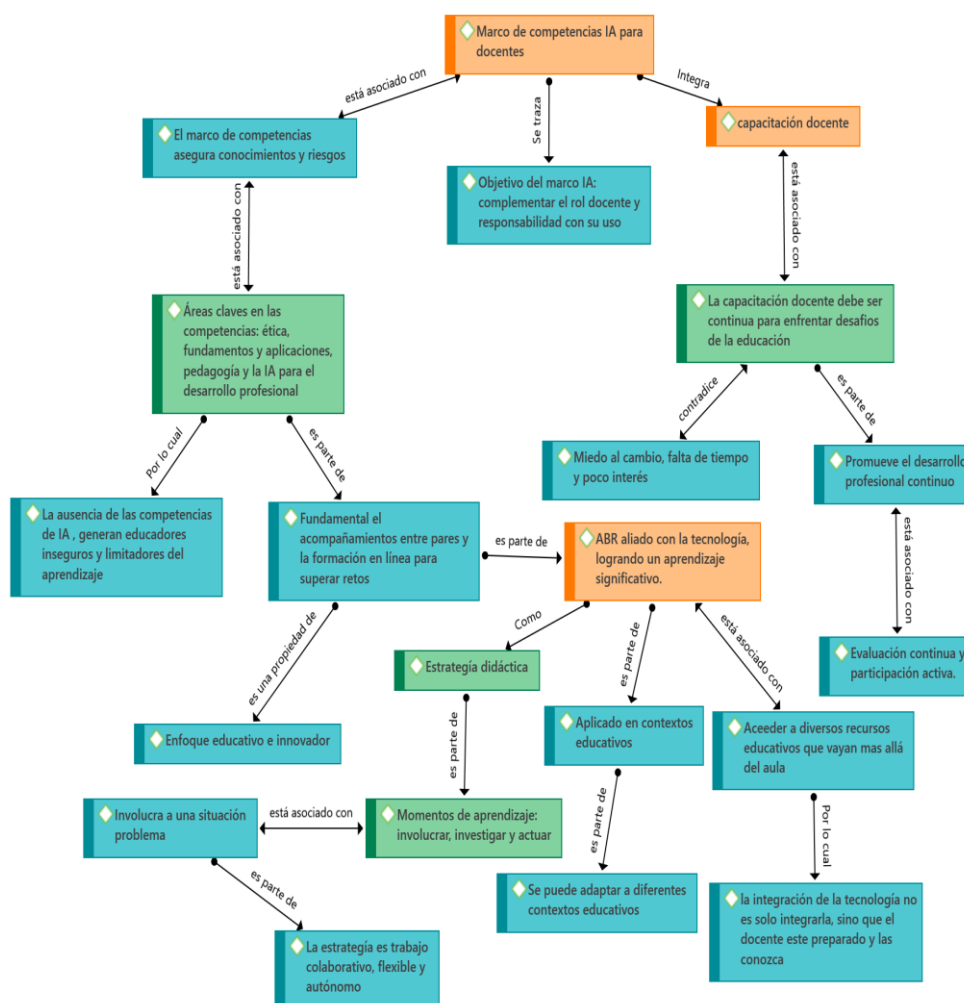 Marco de competencias IA para
docentes
está asociado con
Se traza
Integra
El marco de competencias
asegura conocimientos y riesgos
capacitación docente
Objetivo del marco IA:
complementar el rol docente y
responsabilidad con su uso
está asociado con
está asociado con
Áreas claves en las
competencias: ética,
fundamentos y aplicaciones,
pedagogía y la IA para el
desarrollo profesional
La capacitación docente debe ser
continua para enfrentar desafios
de la educación
Por lo cual
es parte de
contradice
es parte de
Miedo al cambio, falta de tiempo
y poco interés
Promueve el desarrollo
profesional continuo
La ausencia de las competencias
de IA , generan educadores
inseguros y limitadores del
aprendizaje
Fundamental el
acompañamientos entre pares y
la formación en línea para
superar retos
es parte de
ABR aliado con la tecnología,
logrando un aprendizaje
significativo.
está asociado con
es una propiedad de
Como
es parte de
está asociado con
Estrategía didáctica
Evaluación continua y
participación activa.
Enfoque educativo e innovador
es parte de
Aplicado en contextos
educativos
Aceeder a diversos recursos
educativos que vayan mas allá
del aula
Involucra a una situación
problema
está asociado con
Momentos de aprendizaje:
involucrar, investigar y actuar
es parte de
Por lo cual
es parte de
Se puede adaptar a diferentes
contextos educativos
la integración de la tecnología no
es solo integrarla, sino que el
docente este preparado y las
conozca
La estrategía es trabajo
colaborativo, flexible y
autónomo